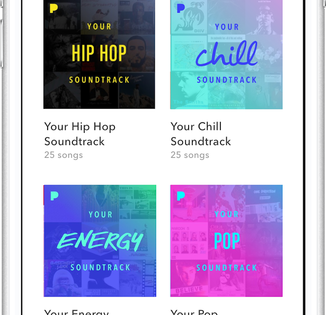 YOUR
HIP HOP
SOUNDTRACK
YOUR
chill
SOUNDTRACK
Your Hip Hop
Soundtrack
25 songs
Your Chill
Soundtrack
25 songs
YOUR
ENERGY
SOUNDTRACK
YOUR
POP
SOUNDTRACK
Your Energy
Your Pop